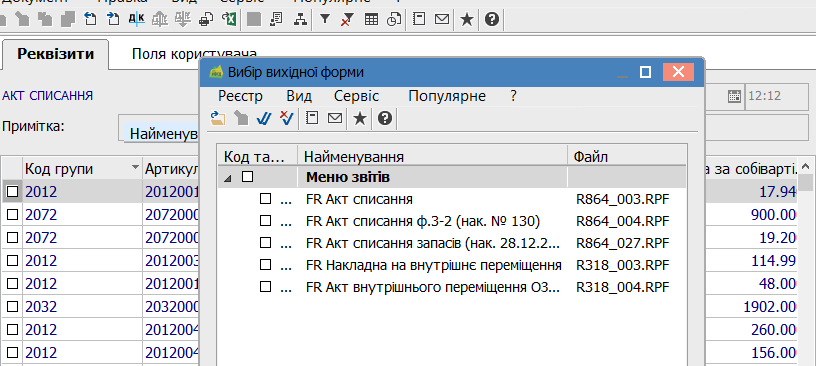 Документ Правка Вид Сервіс Популярне ?
Реквізити Поля користувача
АКТ СПИСАННЯ
12:12
Примітка:
Найменув
Код групи Артикул за собіварті..
2012 2012001 17.94
2072 2072000 900.00
2072 2072000 19.20
2012 2012003 114.99
2012 2012001 48.00
2032 2032000 1902.00
2012 2012004 260.00
2012 2012004 156.00
Вибір вихідної форми
Реєстр Вид Сервіс Популярне ?
Код та... Найменування Файл
Меню звітів
... FR Акт списання R864_003.RPF
... FR Акт списання ф.З-2 (нак. № 130) R864_004.RPF
... FR Акт списання запасів (нак. 28.12.2... R864_027.RPF
... FR Накладна на внутрішнє переміщення R318_003.RPF
... FR Акт внутрішнього переміщення ОЗ... R318_004.RPF